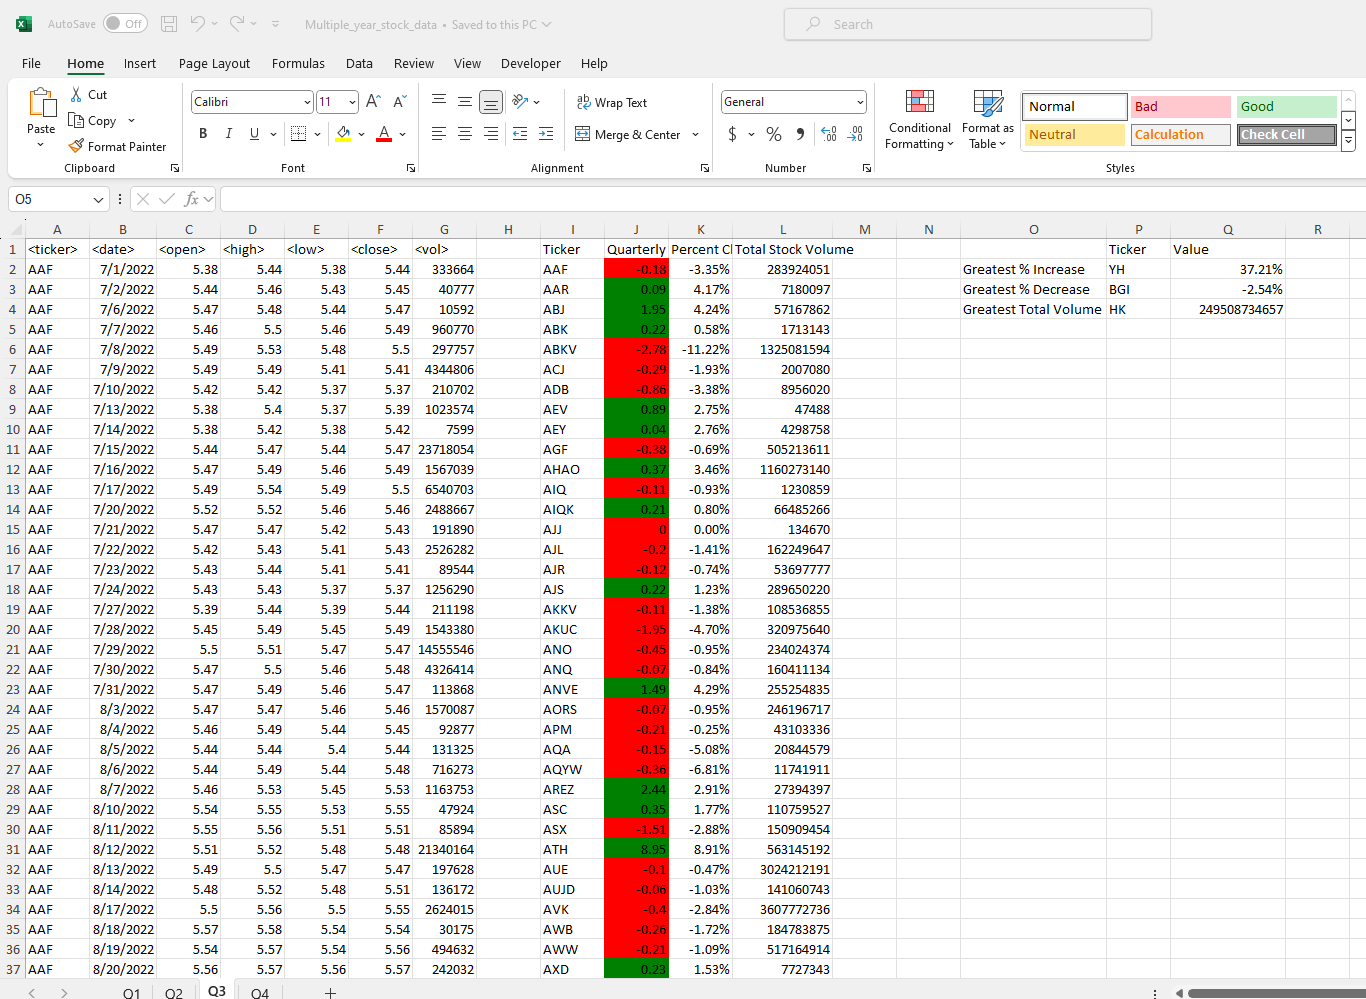 AutoSave Off Multiple_year_stock_data • Saved to this PC Search
File Home Insert Page Layout Formulas Data Review View Developer Help
Paste Cut Copy Format Painter Clipboard
Calibri 11 B I U A Font
Wrap Text Merge & Center Alignment
General $ % Number
Conditional Formatting Format as Table
Normal Bad Good
Neutral Calculation Check Cell
Styles
O5 fx
A B C D E F G H I J K L M N O P Q R
1 <ticker> <date> <open> <high> <low> <close> <vol> Ticker Quarterly Percent Cl Total Stock Volume Ticker Value
2 AAF 7/1/2022 5.38 5.44 5.38 5.44 333664 AAF -0.18 -3.35% 283924051 Greatest % Increase YH 37.21%
3 AAF 7/2/2022 5.44 5.46 5.43 5.45 40777 AAR 0.09 4.17% 7180097 Greatest % Decrease BGI -2.54%
4 AAF 7/6/2022 5.47 5.48 5.44 5.47 10592 ABJ 1.95 4.24% 57167862 Greatest Total Volume HK 249508734657
5 AAF 7/7/2022 5.46 5.5 5.46 5.49 960770 ABK 0.22 0.58% 1713143
6 AAF 7/8/2022 5.49 5.53 5.48 5.5 297757 ABKV -2.78 -11.22% 1325081594
7 AAF 7/9/2022 5.49 5.49 5.41 5.41 4344806 ACJ -0.29 -1.93% 2007080
8 AAF 7/10/2022 5.42 5.42 5.37 5.37 210702 ADB -0.86 -3.38% 8956020
9 AAF 7/13/2022 5.38 5.4 5.37 5.39 1023574 AEV 0.89 2.75% 47488
10 AAF 7/14/2022 5.38 5.42 5.38 5.42 7599 AEY 0.04 2.76% 4298758
11 AAF 7/15/2022 5.44 5.47 5.44 5.47 23718054 AGF -0.38 -0.69% 505213611
12 AAF 7/16/2022 5.47 5.49 5.46 5.49 1567039 AHAO 0.37 3.46% 1160273140
13 AAF 7/17/2022 5.49 5.54 5.49 5.5 6540703 AIQ -0.11 -0.93% 1230859
14 AAF 7/20/2022 5.52 5.52 5.46 5.46 2488667 AIQK 0.21 0.80% 66485266
15 AAF 7/21/2022 5.47 5.47 5.42 5.43 191890 AJJ 0 0.00% 134670
16 AAF 7/22/2022 5.42 5.43 5.41 5.43 2526282 AJL -0.2 -1.41% 162249647
17 AAF 7/23/2022 5.43 5.44 5.41 5.41 89544 AJR -0.12 -0.74% 53697777
18 AAF 7/24/2022 5.43 5.43 5.37 5.37 1256290 AJS 0.22 1.23% 289650220
19 AAF 7/27/2022 5.39 5.44 5.39 5.44 211198 AKKV -0.11 -1.38% 108536855
20 AAF 7/28/2022 5.45 5.49 5.45 5.49 1543380 AKUC -1.95 -4.70% 320975640
21 AAF 7/29/2022 5.5 5.51 5.47 5.47 14555546 ANO -0.45 -0.95% 234024374
22 AAF 7/30/2022 5.47 5.5 5.46 5.48 4326414 ANQ -0.07 -0.84% 160411134
23 AAF 7/31/2022 5.47 5.49 5.46 5.47 113868 ANVE 1.49 4.29% 255254835
24 AAF 8/3/2022 5.47 5.47 5.46 5.46 1570087 AORS -0.07 -0.95% 246196717
25 AAF 8/4/2022 5.46 5.49 5.44 5.45 92877 APM -0.21 -0.25% 43103336
26 AAF 8/5/2022 5.44 5.44 5.4 5.44 131325 AQA -0.15 -5.08% 20844579
27 AAF 8/6/2022 5.44 5.49 5.44 5.48 716273 AQYW -0.36 -6.81% 11741911
28 AAF 8/7/2022 5.46 5.53 5.45 5.53 1163753 AREZ 2.44 2.91% 27394397
29 AAF 8/10/2022 5.54 5.55 5.53 5.55 47924 ASC 0.35 1.77% 110759527
30 AAF 8/11/2022 5.55 5.56 5.51 5.51 85894 ASX -1.51 -2.88% 150909454
31 AAF 8/12/2022 5.51 5.52 5.48 5.48 21340164 ATH 8.95 8.91% 563145192
32 AAF 8/13/2022 5.49 5.5 5.47 5.47 197628 AUE -0.1 -0.47% 3024212191
33 AAF 8/14/2022 5.48 5.52 5.48 5.51 136172 AUJD -0.06 -1.03% 141060743
34 AAF 8/17/2022 5.5 5.56 5.5 5.55 2624015 AVK -0.4 -2.84% 3607772736
35 AAF 8/18/2022 5.57 5.58 5.54 5.54 30175 AWB -0.26 -1.72% 184783875
36 AAF 8/19/2022 5.54 5.57 5.54 5.56 494632 AWW -0.21 -1.09% 517164914
37 AAF 8/20/2022 5.56 5.57 5.56 5.57 242032 AXD 0.23 1.53% 7727343
Q1 Q2 Q3 Q4 +